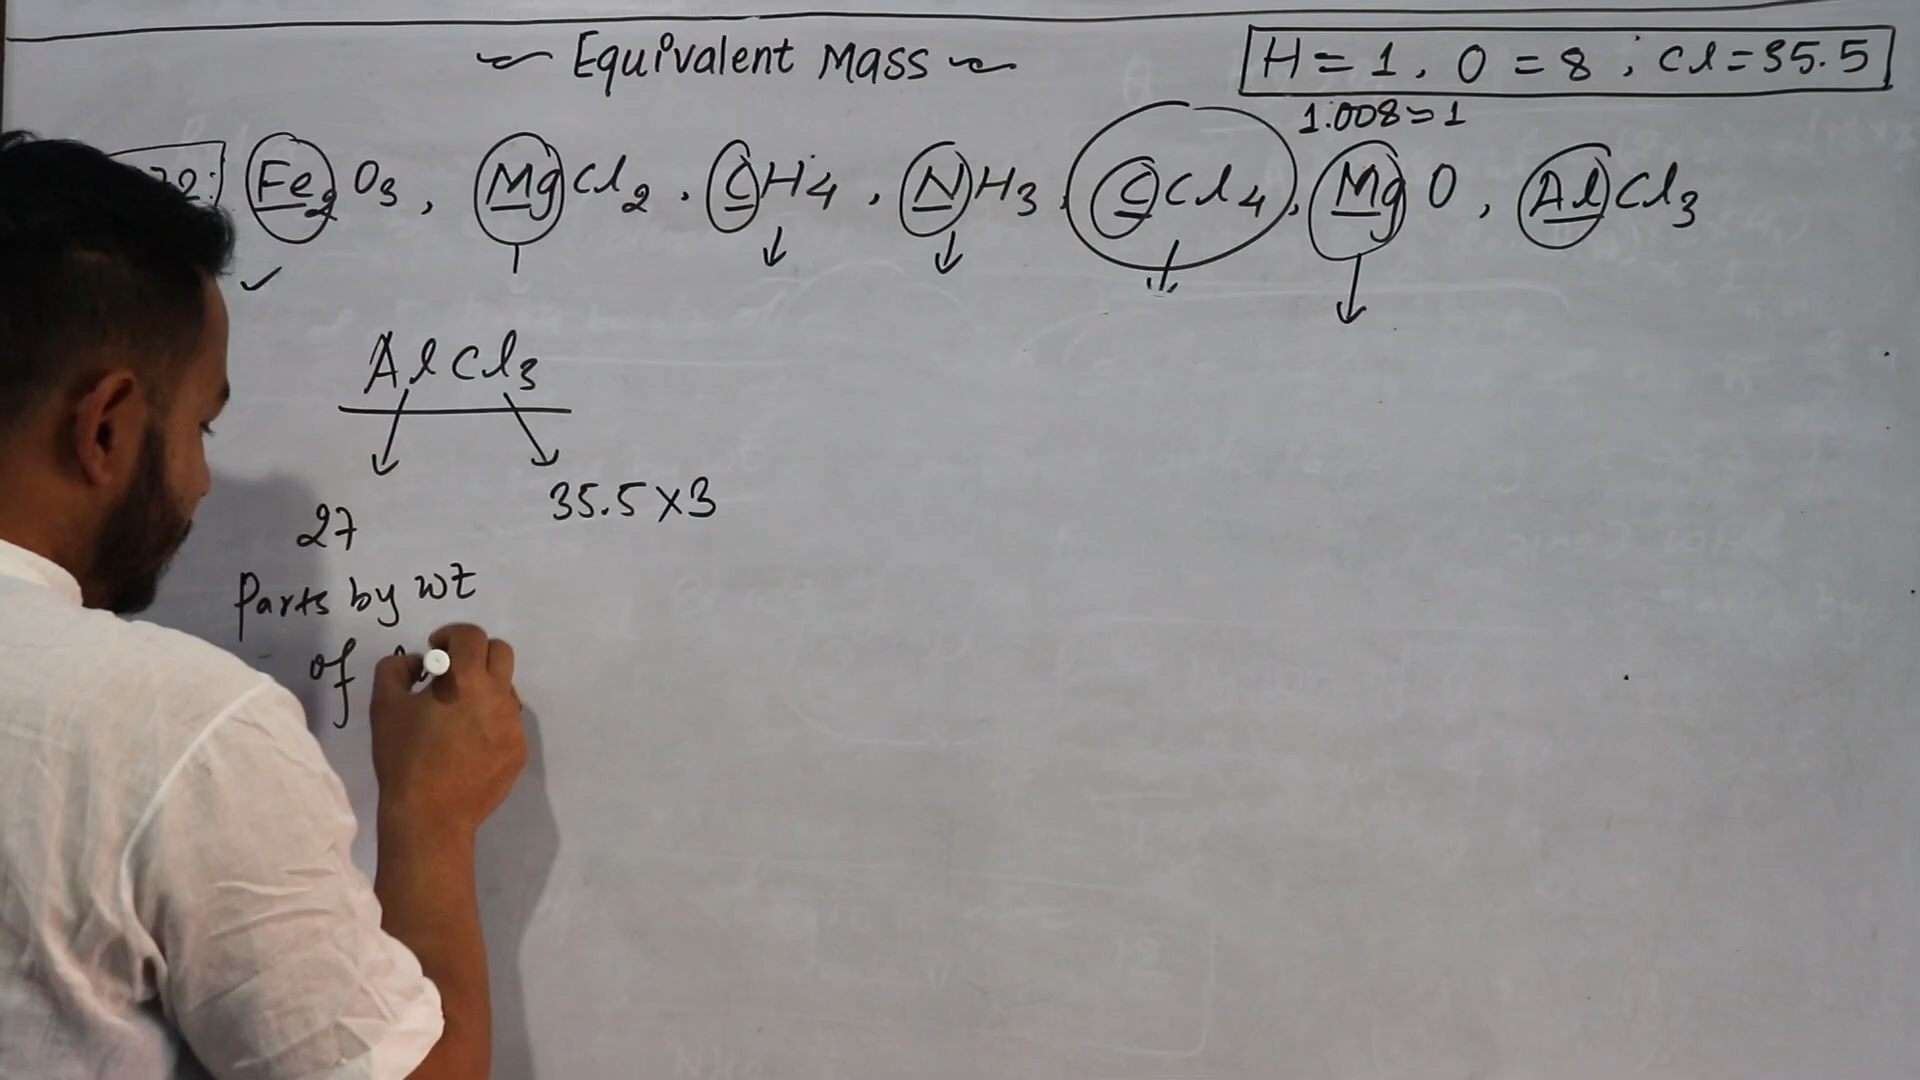 ~ Equivalent Mass ~
H = 1, O = 8 ; Cl = 35.5
1.008 ≈ 1
Fe2O3, MgCl2, CH4, NH3, CCl4, MgO, AlCl3
AlCl3
27
35.5 × 3
Parts by wt
of